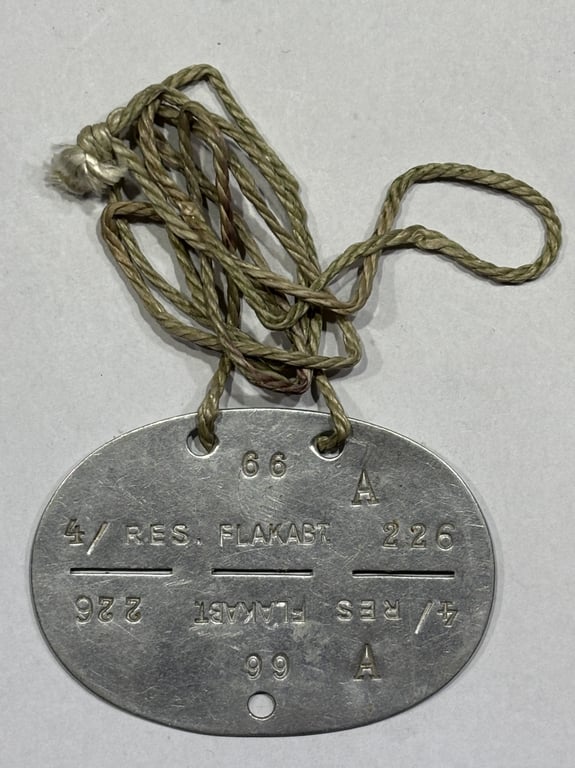 66 A
4/ RES. FLAKABT. 226
4/ RES FLAKABT. 226
66 A